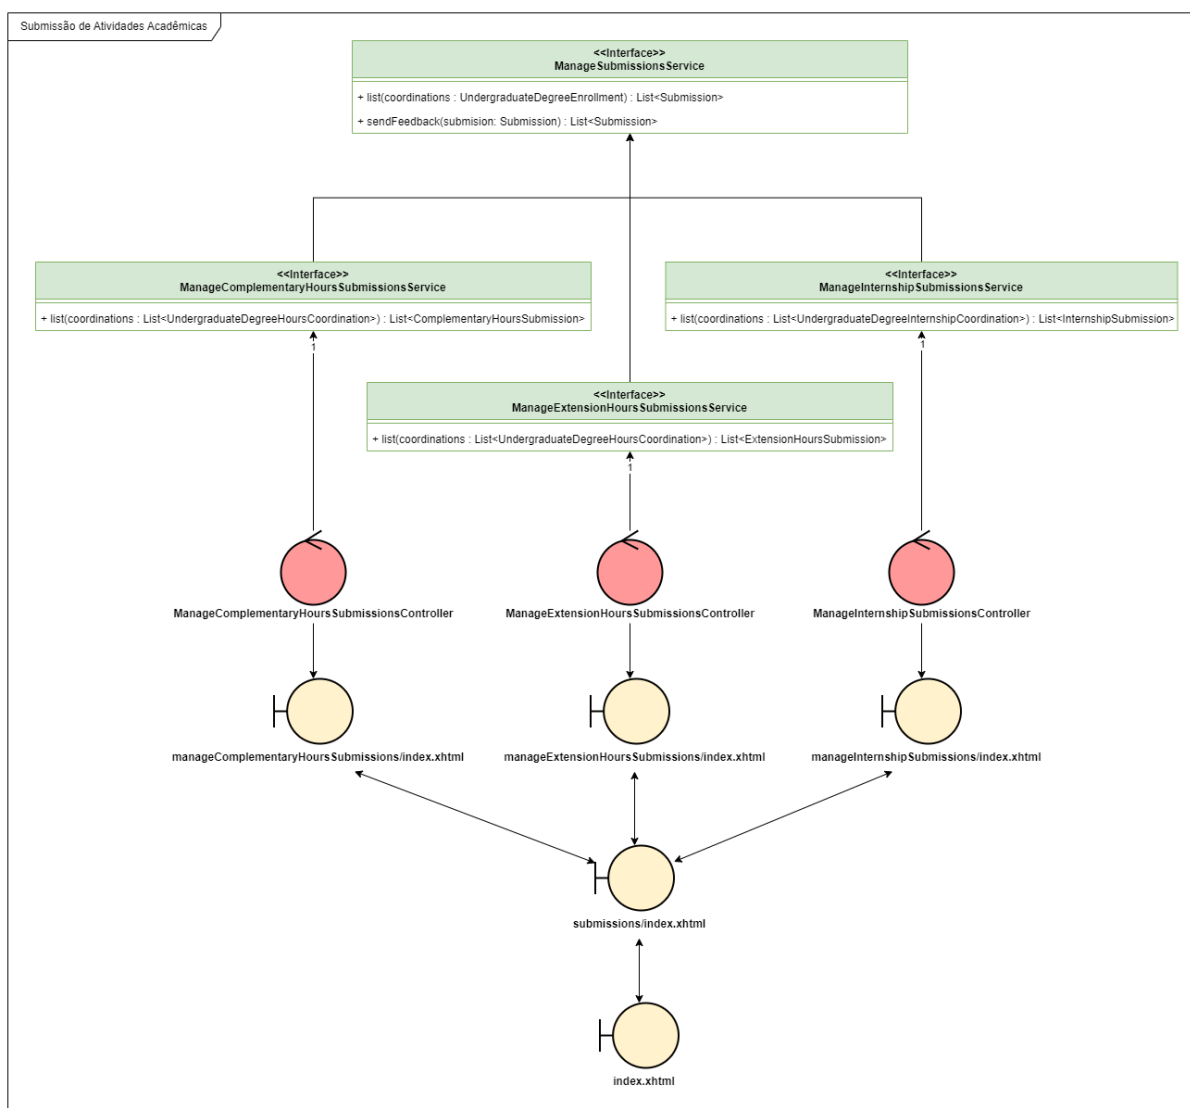 Submissão de Atividades Acadêmicas
<<Interface>>
ManageSubmissionsService
+ list(coordinations : UndergraduateDegreeEnrollment) : List<Submission>
+ sendFeedback(submision: Submission) : List<Submission>
<<Interface>>
ManageComplementaryHoursSubmissionsService
+ list(coordinations : List<UndergraduateDegreeHoursCoordination>) : List<ComplementaryHoursSubmission>
<<Interface>>
ManageInternshipSubmissionsService
+ list(coordinations : List<UndergraduateDegreeInternshipCoordination>) : List<InternshipSubmission>
1
1
<<Interface>>
ManageExtensionHoursSubmissionsService
+ list(coordinations : List<UndergraduateDegreeHoursCoordination>) : List<ExtensionHoursSubmission>
1
ManageComplementaryHoursSubmissionsController
ManageExtensionHoursSubmissionsController
ManageInternshipSubmissionsController
manageComplementaryHoursSubmissions/index.xhtml
manageExtensionHoursSubmissions/index.xhtml
manageInternshipSubmissions/index.xhtml
submissions/index.xhtml
index.xhtml